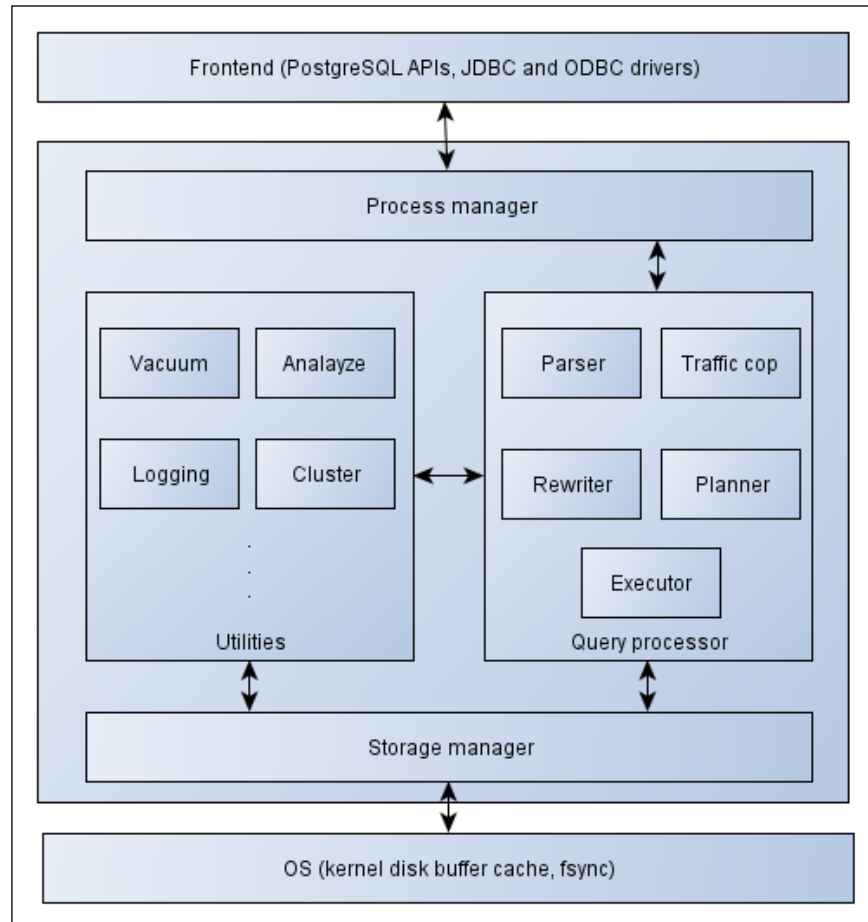 Frontend (PostgreSQL APIs, JDBC and ODBC drivers)
Process manager
Vacuum
Analayze
Logging
Cluster
.
.
.
Utilities
Parser
Traffic cop
Rewriter
Planner
Executor
Query processor
Storage manager
OS (kernel disk buffer cache, fsync)